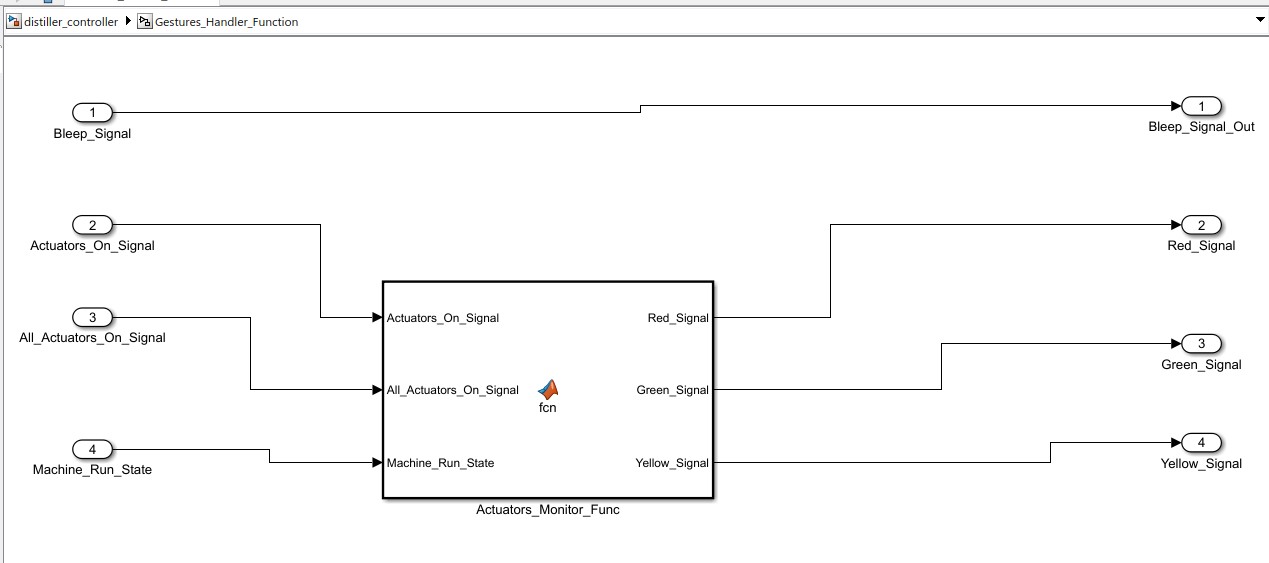 distiller_controller Gestures_Handler_Function
1
Bleep_Signal
1
Bleep_Signal_Out
2
Actuators_On_Signal
2
Red_Signal
3
All_Actuators_On_Signal
Actuators_On_Signal
Red_Signal
3
Green_Signal
All_Actuators_On_Signal
fcn
Green_Signal
4
Machine_Run_State
Machine_Run_State
Yellow_Signal
4
Yellow_Signal
Actuators_Monitor_Func